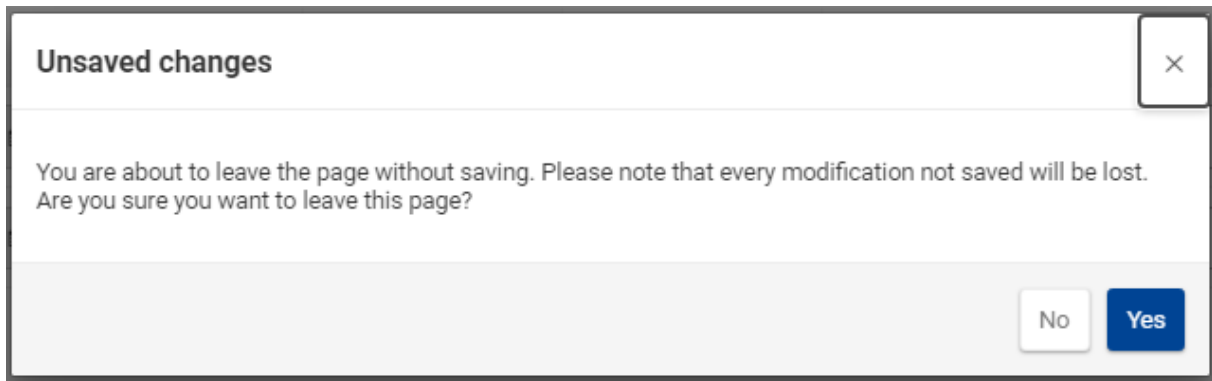 Unsaved changes
You are about to leave the page without saving. Please note that every modification not saved will be lost.
Are you sure you want to leave this page?
No
Yes